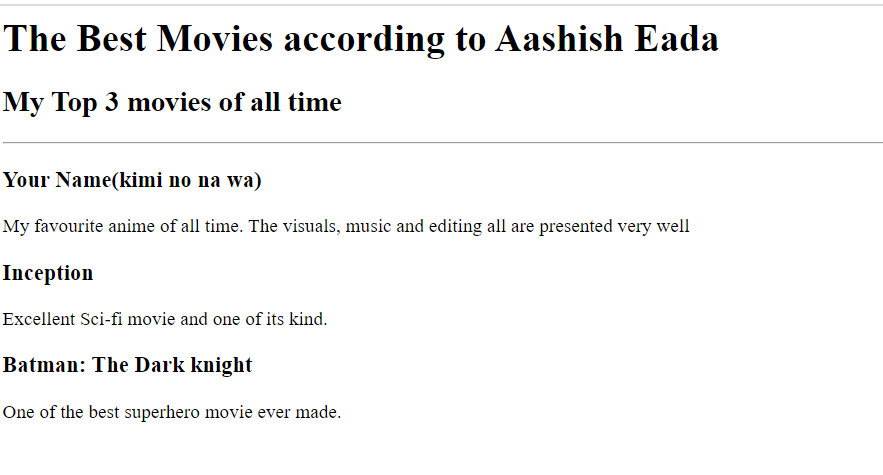 The Best Movies according to Aashish Eada
My Top 3 movies of all time
Your Name(kimi no na wa)
My favourite anime of all time. The visuals, music and editing all are presented very well
Inception
Excellent Sci-fi movie and one of its kind.
Batman: The Dark knight
One of the best superhero movie ever made.